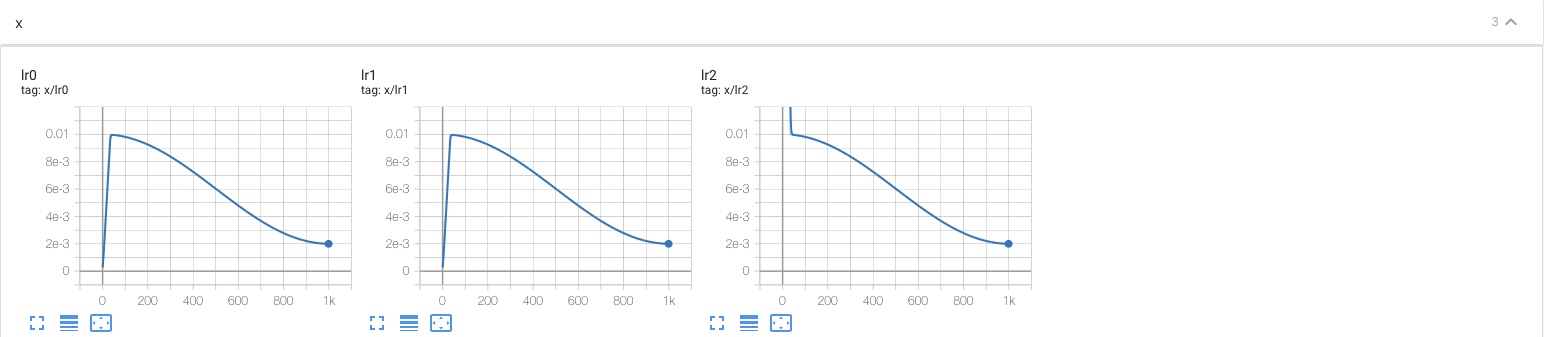 x 3
lr0 lr1 lr2
tag: x/lr0 tag: x/lr1 tag: x/lr2
0.01 0.01 0.01
8e-3 8e-3 8e-3
6e-3 6e-3 6e-3
4e-3 4e-3 4e-3
2e-3 2e-3 2e-3
0 0 0
0 200 400 600 800 1k 0 200 400 600 800 1k 0 200 400 600 800 1k